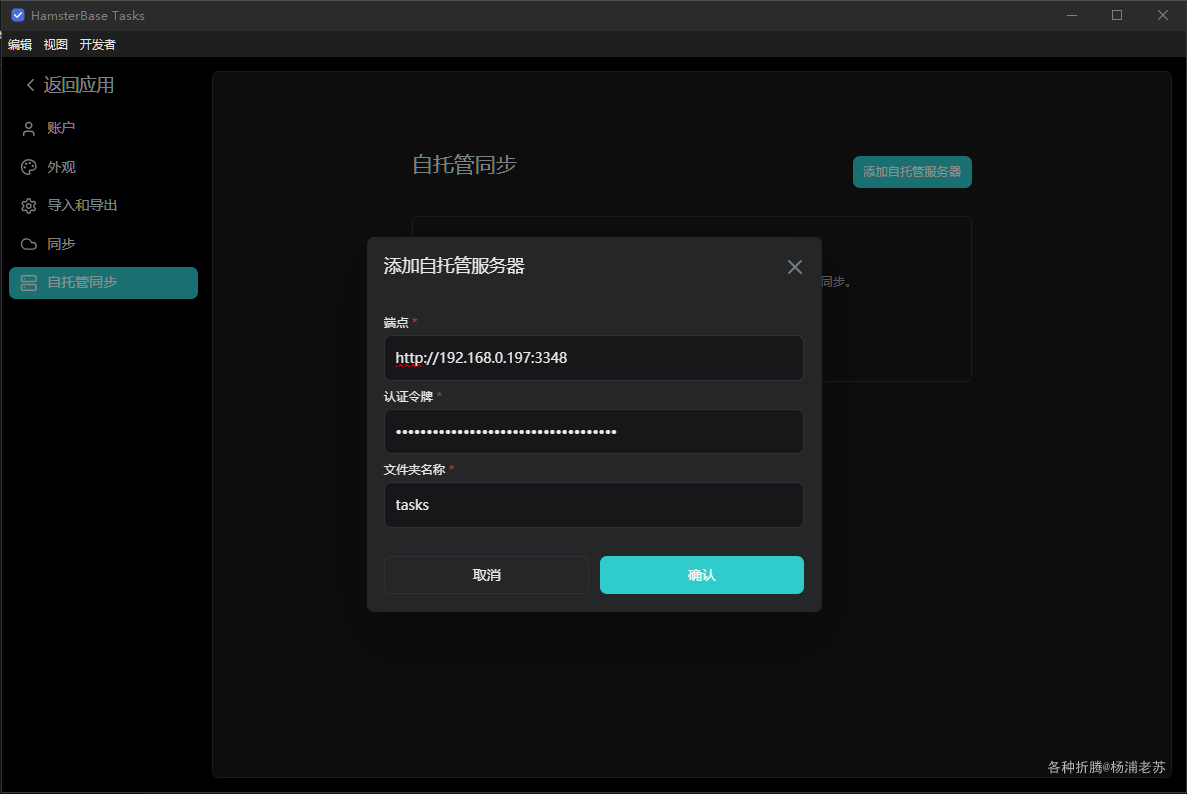 HamsterBase Tasks
编辑 视图 开发者
返回应用
账户
外观
导入和导出
同步
自托管同步
自托管同步
添加自托管服务器
同步。
添加自托管服务器
端点 *
http://192.168.0.197:3348
认证令牌 *
••••••••••••••••••••••••••••••••••••
文件夹名称 *
tasks
取消
确认
各种折腾@杨浦老苏